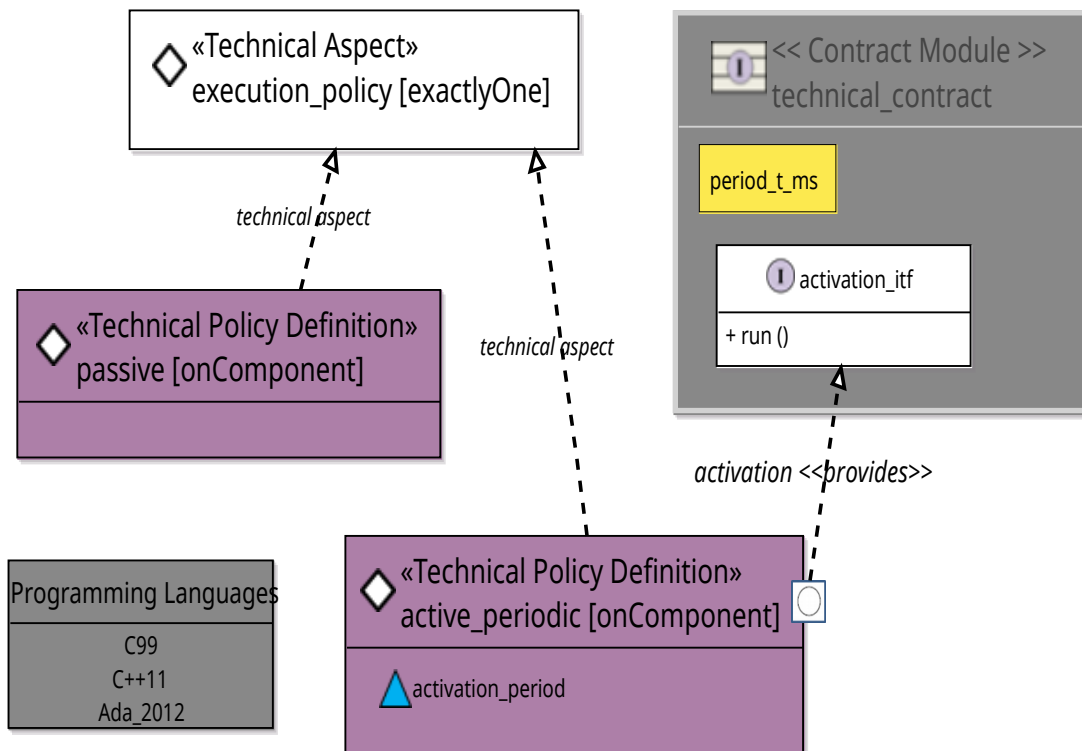 «Technical Aspect»
execution_policy [exactlyOne]
<< Contract Module >>
technical_contract
period_t_ms
I
activation_itf
+ run ()
technical aspect
«Technical Policy Definition»
passive [onComponent]
technical aspect
activation <<provides>>
Programming Languages
C99
C++11
Ada_2012
«Technical Policy Definition»
active_periodic [onComponent]
activation_period